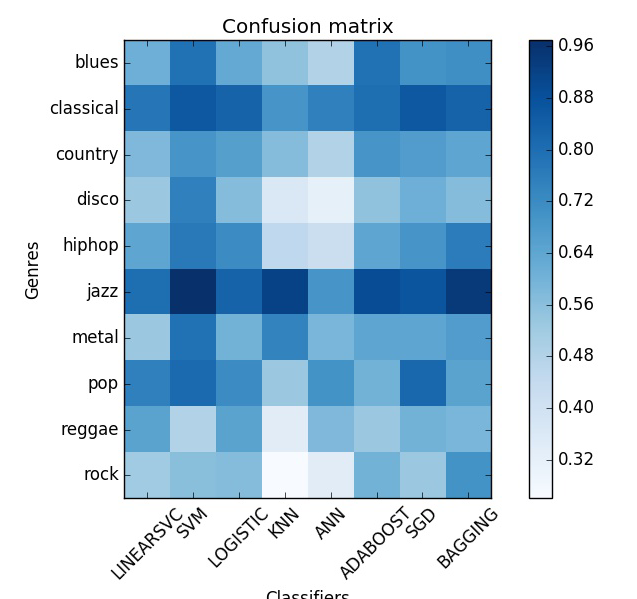 Confusion matrix
Genres
blues
classical
country
disco
hiphop
jazz
metal
pop
reggae
rock
LINEARSVC
SVM
LOGISTIC
KNN
ANN
ADABOOST
SGD
BAGGING
Classifiers
0.96
0.88
0.80
0.72
0.64
0.56
0.48
0.40
0.32